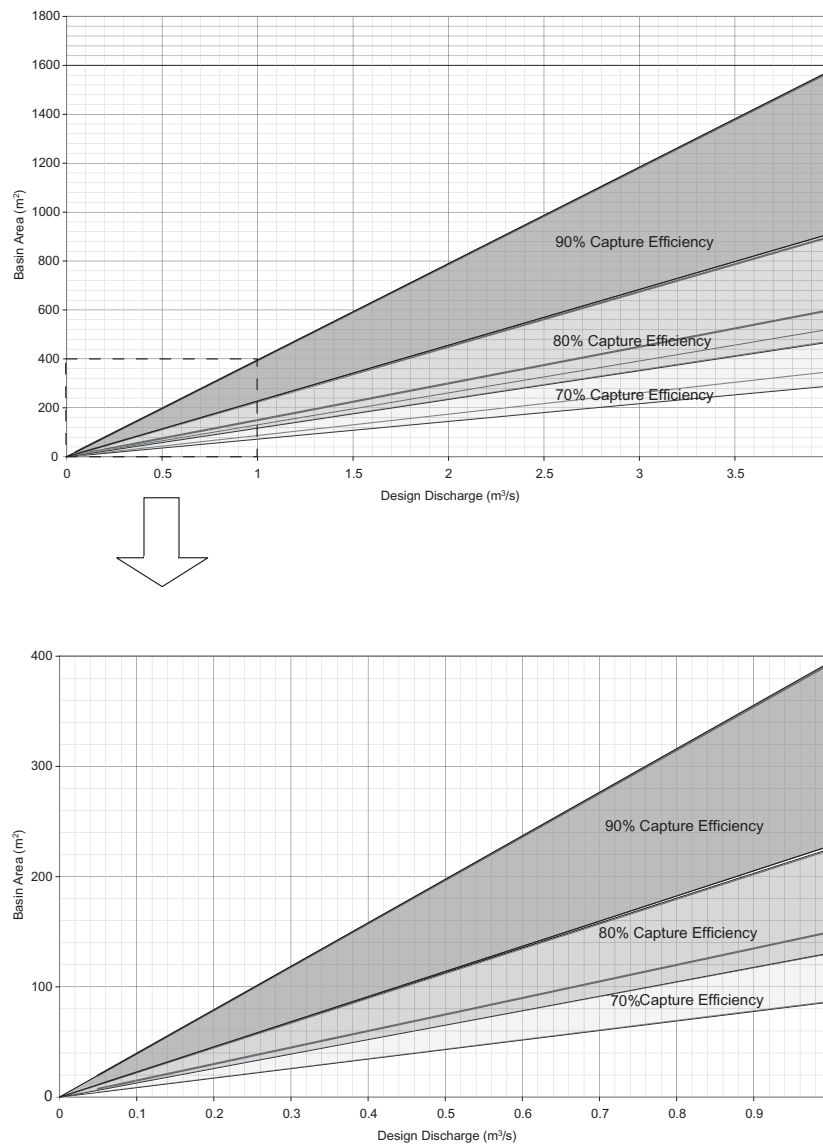 1800
1600
1400
1200
1000
800
600
400
200
0
Basin Area (m²)
90% Capture Efficiency
80% Capture Efficiency
70% Capture Efficiency
0 0.5 1 1.5 2 2.5 3 3.5
Design Discharge (m³/s)
400
300
200
100
0
Basin Area (m²)
90% Capture Efficiency
80% Capture Efficiency
70%Capture Efficiency
0 0.1 0.2 0.3 0.4 0.5 0.6 0.7 0.8 0.9
Design Discharge (m³/s)